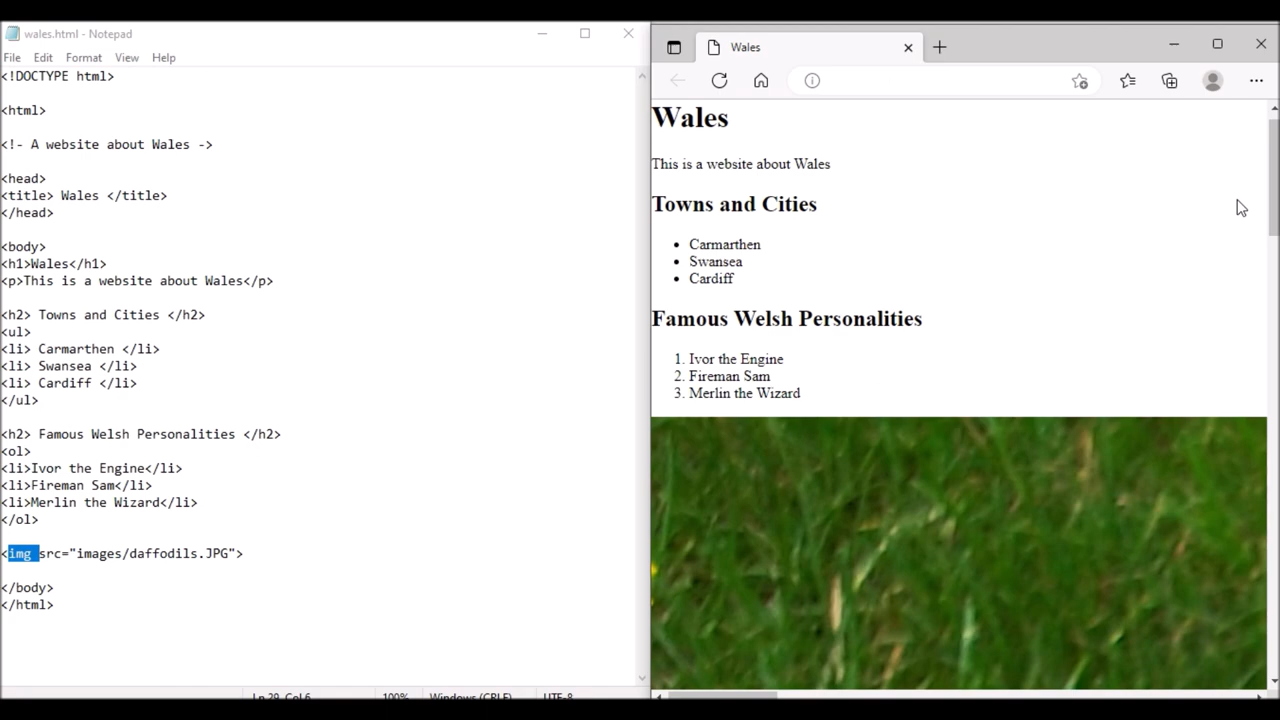 wales.html - Notepad
File Edit Format View Help
<!DOCTYPE html>
<html>
<!- A website about Wales ->
<head>
<title> Wales </title>
</head>
<body>
<h1>Wales</h1>
<p>This is a website about Wales</p>
<h2> Towns and Cities </h2>
<ul>
<li> Carmarthen </li>
<li> Swansea </li>
<li> Cardiff </li>
</ul>
<h2> Famous Welsh Personalities </h2>
<ol>
<li>Ivor the Engine</li>
<li>Fireman Sam</li>
<li>Merlin the Wizard</li>
</ol>
<img src="images/daffodils.JPG">
</body>
</html>
Ln 29, Col 6 100% Windows (CRLF) UTF-8
Wales
Wales
This is a website about Wales
Towns and Cities
• Carmarthen
• Swansea
• Cardiff
Famous Welsh Personalities
1. Ivor the Engine
2. Fireman Sam
3. Merlin the Wizard